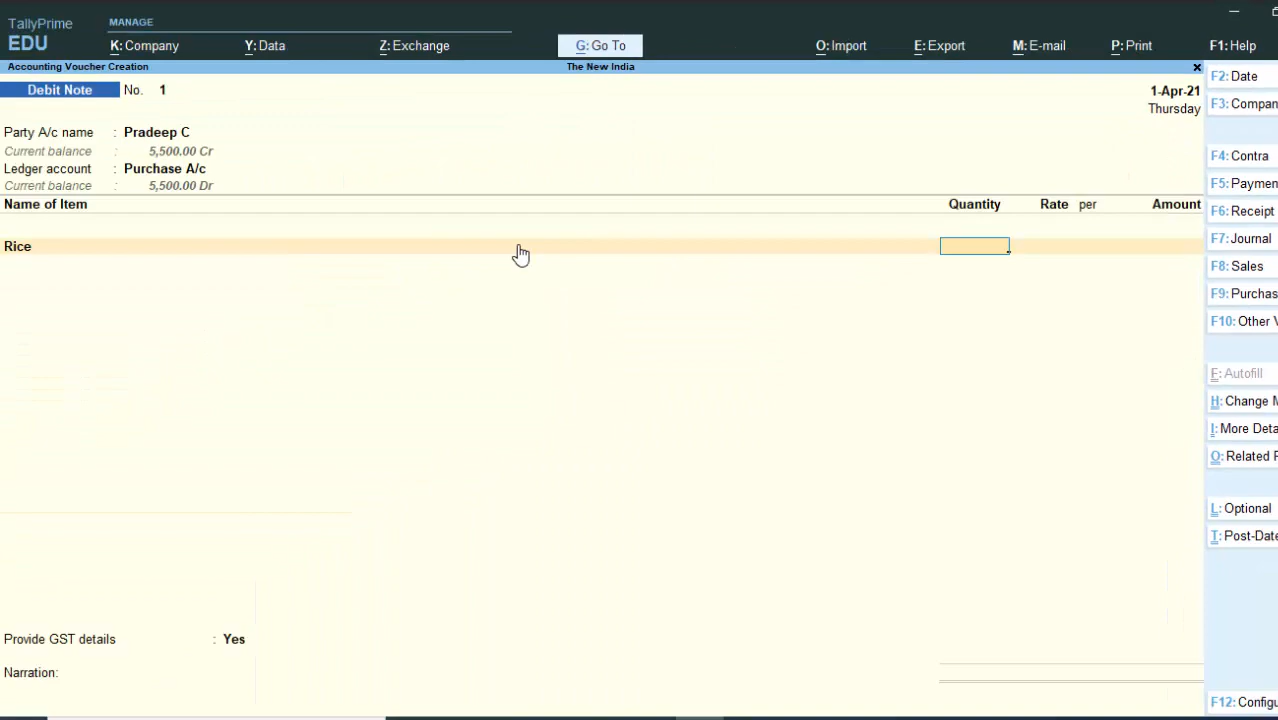 TallyPrime
EDU
MANAGE
K: Company
Y: Data
Z: Exchange
G: Go To
O: Import
E: Export
M: E-mail
P: Print
F1: Help
Accounting Voucher Creation
The New India
Debit Note No. 1
1-Apr-21
Thursday
Party A/c name : Pradeep C
Current balance : 5,500.00 Cr
Ledger account : Purchase A/c
Current balance : 5,500.00 Dr
Name of Item Quantity Rate per Amount
Rice
Provide GST details : Yes
Narration:
F2: Date
F3: Compan
F4: Contra
F5: Paymen
F6: Receipt
F7: Journal
F8: Sales
F9: Purchas
F10: Other V
F: Autofill
H: Change M
I: More Deta
O: Related F
L: Optional
T: Post-Date
F12: Configu